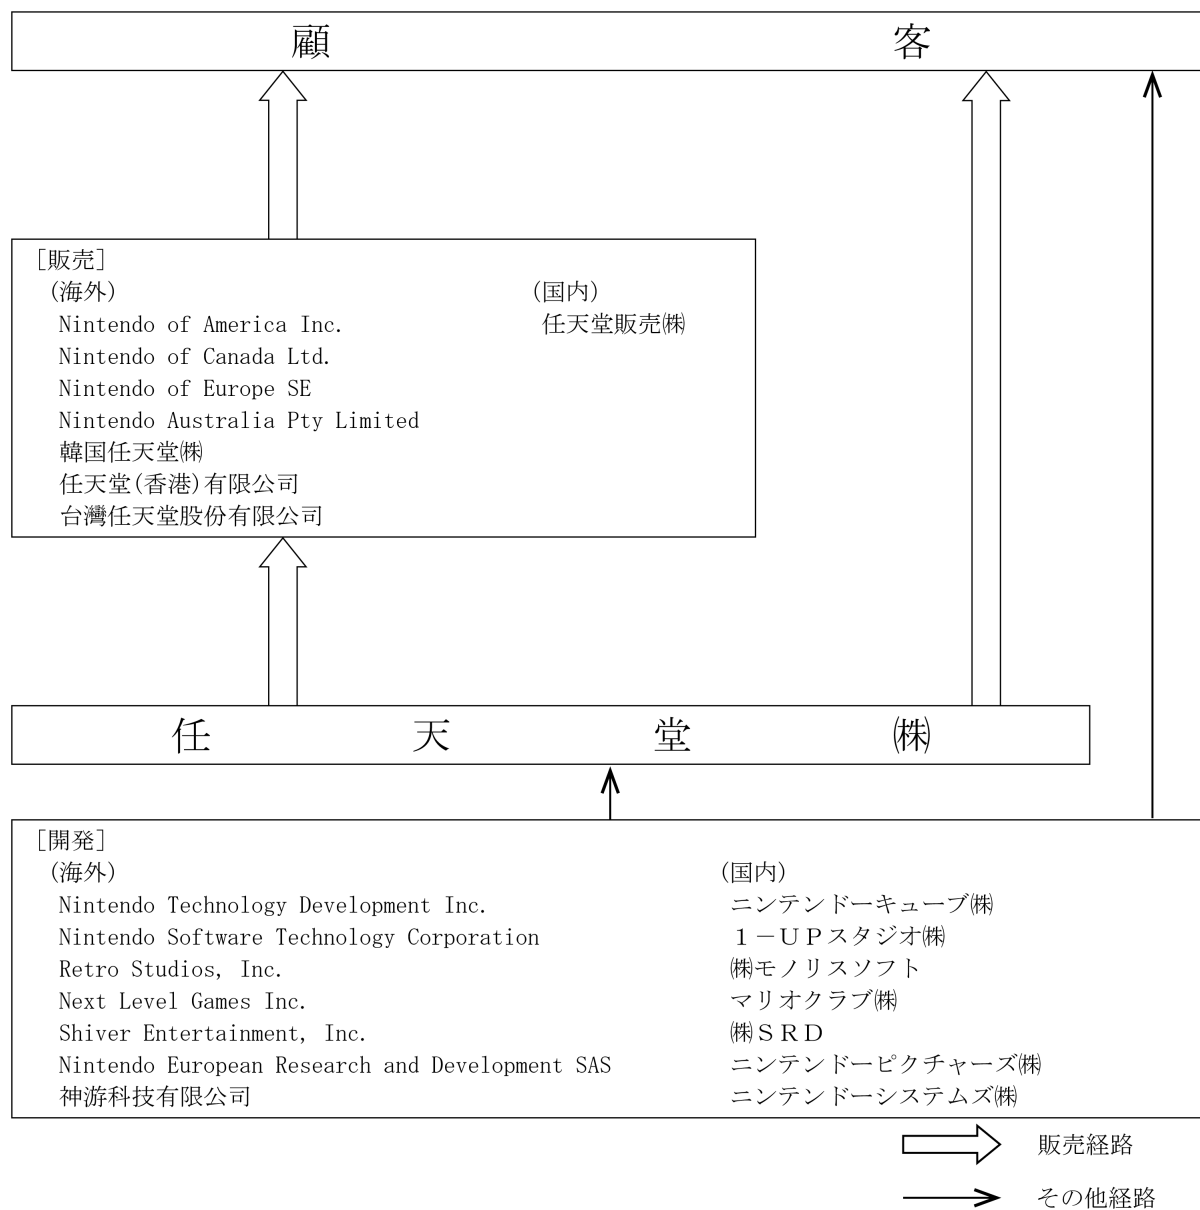 顧客
［販売］
（海外）
Nintendo of America Inc.
Nintendo of Canada Ltd.
Nintendo of Europe SE
Nintendo Australia Pty Limited
韓国任天堂㈱
任天堂（香港）有限公司
台灣任天堂股份有限公司
（国内）
任天堂販売㈱
任天堂㈱
［開発］
（海外）
Nintendo Technology Development Inc.
Nintendo Software Technology Corporation
Retro Studios, Inc.
Next Level Games Inc.
Shiver Entertainment, Inc.
Nintendo European Research and Development SAS
神游科技有限公司
（国内）
ニンテンドーキューブ㈱
１－ＵＰスタジオ㈱
㈱モノリスソフト
マリオクラブ㈱
㈱ＳＲＤ
ニンテンドーピクチャーズ㈱
ニンテンドーシステムズ㈱
販売経路
その他経路